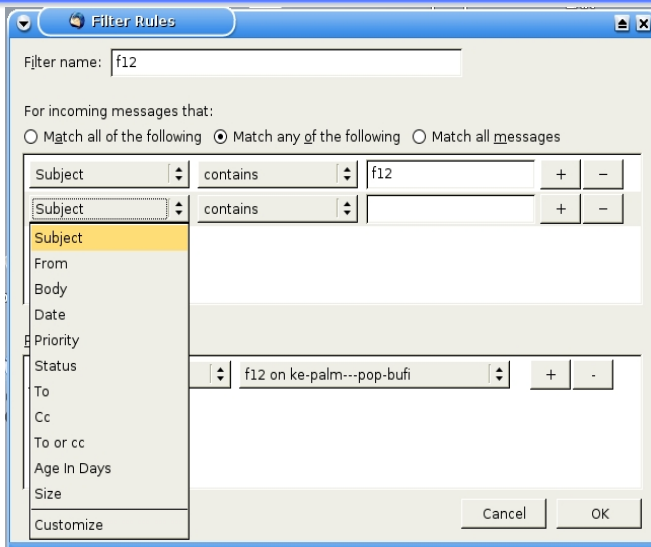 Filter Rules
Filter name: f12
For incoming messages that:
Match all of the following Match any of the following Match all messages
Subject contains f12 + −
Subject contains + −
Subject
From
Body
Date
Priority
Status
f12 on ke-palm---pop-bufi + -
To
Cc
To or cc
Age In Days
Size
Customize
Cancel OK